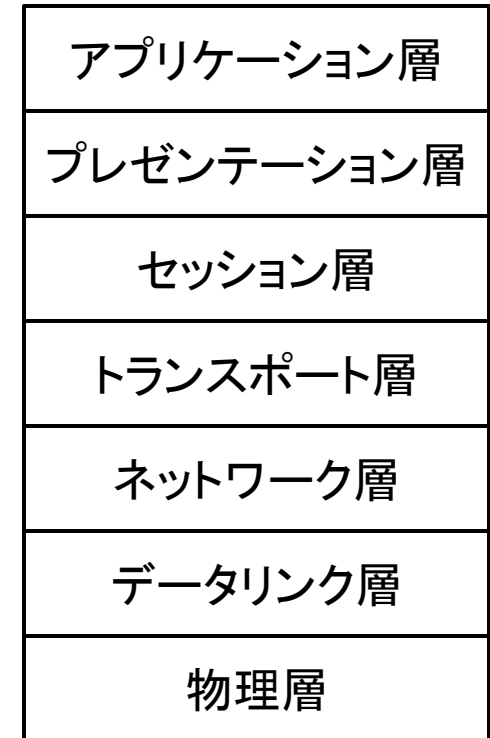 アプリケーション層
プレゼンテーション層
セッション層
トランスポート層
ネットワーク層
データリンク層
物理層